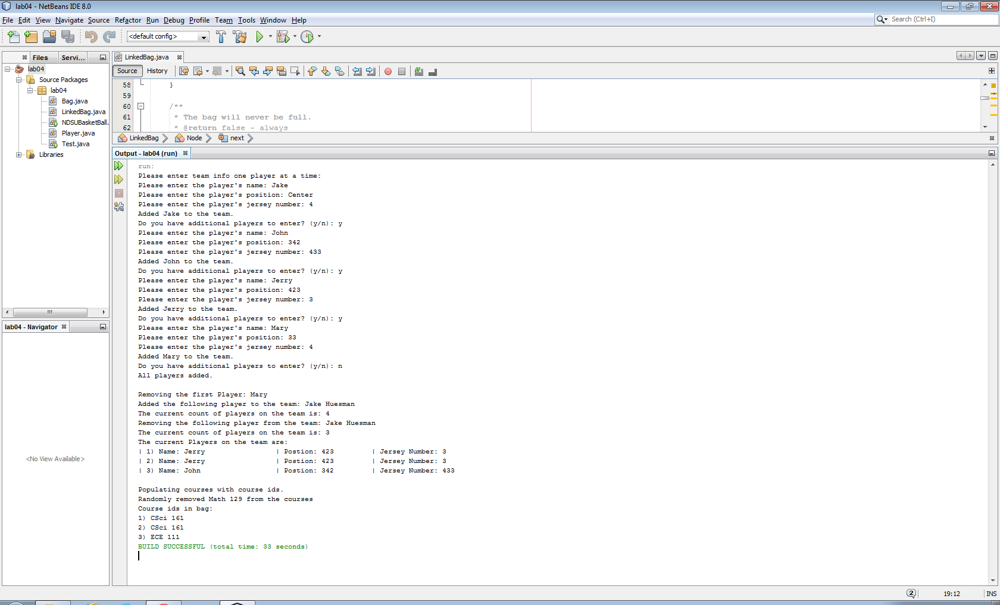 lab04 - NetBeans IDE 8.0
File Edit View Navigate Source Refactor Run Debug Profile Team Tools Window Help
Search (Ctrl+I)
<default config>
Files Servi...
lab04
Source Packages
lab04
Bag.java
LinkedBag.java
NDSUBasketBall.
Player.java
Test.java
Libraries
lab04 - Navigator
<No View Available>
LinkedBag.java
Source History
58 }
59
60 /**
61 * The bag will never be full.
62 * @return false - always
LinkedBag Node next
Output - lab04 (run)
run:
Please enter team info one player at a time:
Please enter the player's name: Jake
Please enter the player's position: Center
Please enter the player's jersey number: 4
Added Jake to the team.
Do you have additional players to enter? (y/n): y
Please enter the player's name: John
Please enter the player's position: 342
Please enter the player's jersey number: 433
Added John to the team.
Do you have additional players to enter? (y/n): y
Please enter the player's name: Jerry
Please enter the player's position: 423
Please enter the player's jersey number: 3
Added Jerry to the team.
Do you have additional players to enter? (y/n): y
Please enter the player's name: Mary
Please enter the player's position: 33
Please enter the player's jersey number: 4
Added Mary to the team.
Do you have additional players to enter? (y/n): n
All players added.
Removing the first Player: Mary
Added the following player to the team: Jake Huesman
The current count of players on the team is: 4
Removing the following player from the team: Jake Huesman
The current count of players on the team is: 3
The current Players on the team are:
| 1) Name: Jerry | Postion: 423 | Jersey Number: 3
| 2) Name: Jerry | Postion: 423 | Jersey Number: 3
| 3) Name: John | Postion: 342 | Jersey Number: 433
Populating courses with course ids.
Randomly removed Math 129 from the courses
Course ids in bag:
1) CSci 161
2) CSci 161
3) ECE 111
BUILD SUCCESSFUL (total time: 33 seconds)
2 19:12 INS